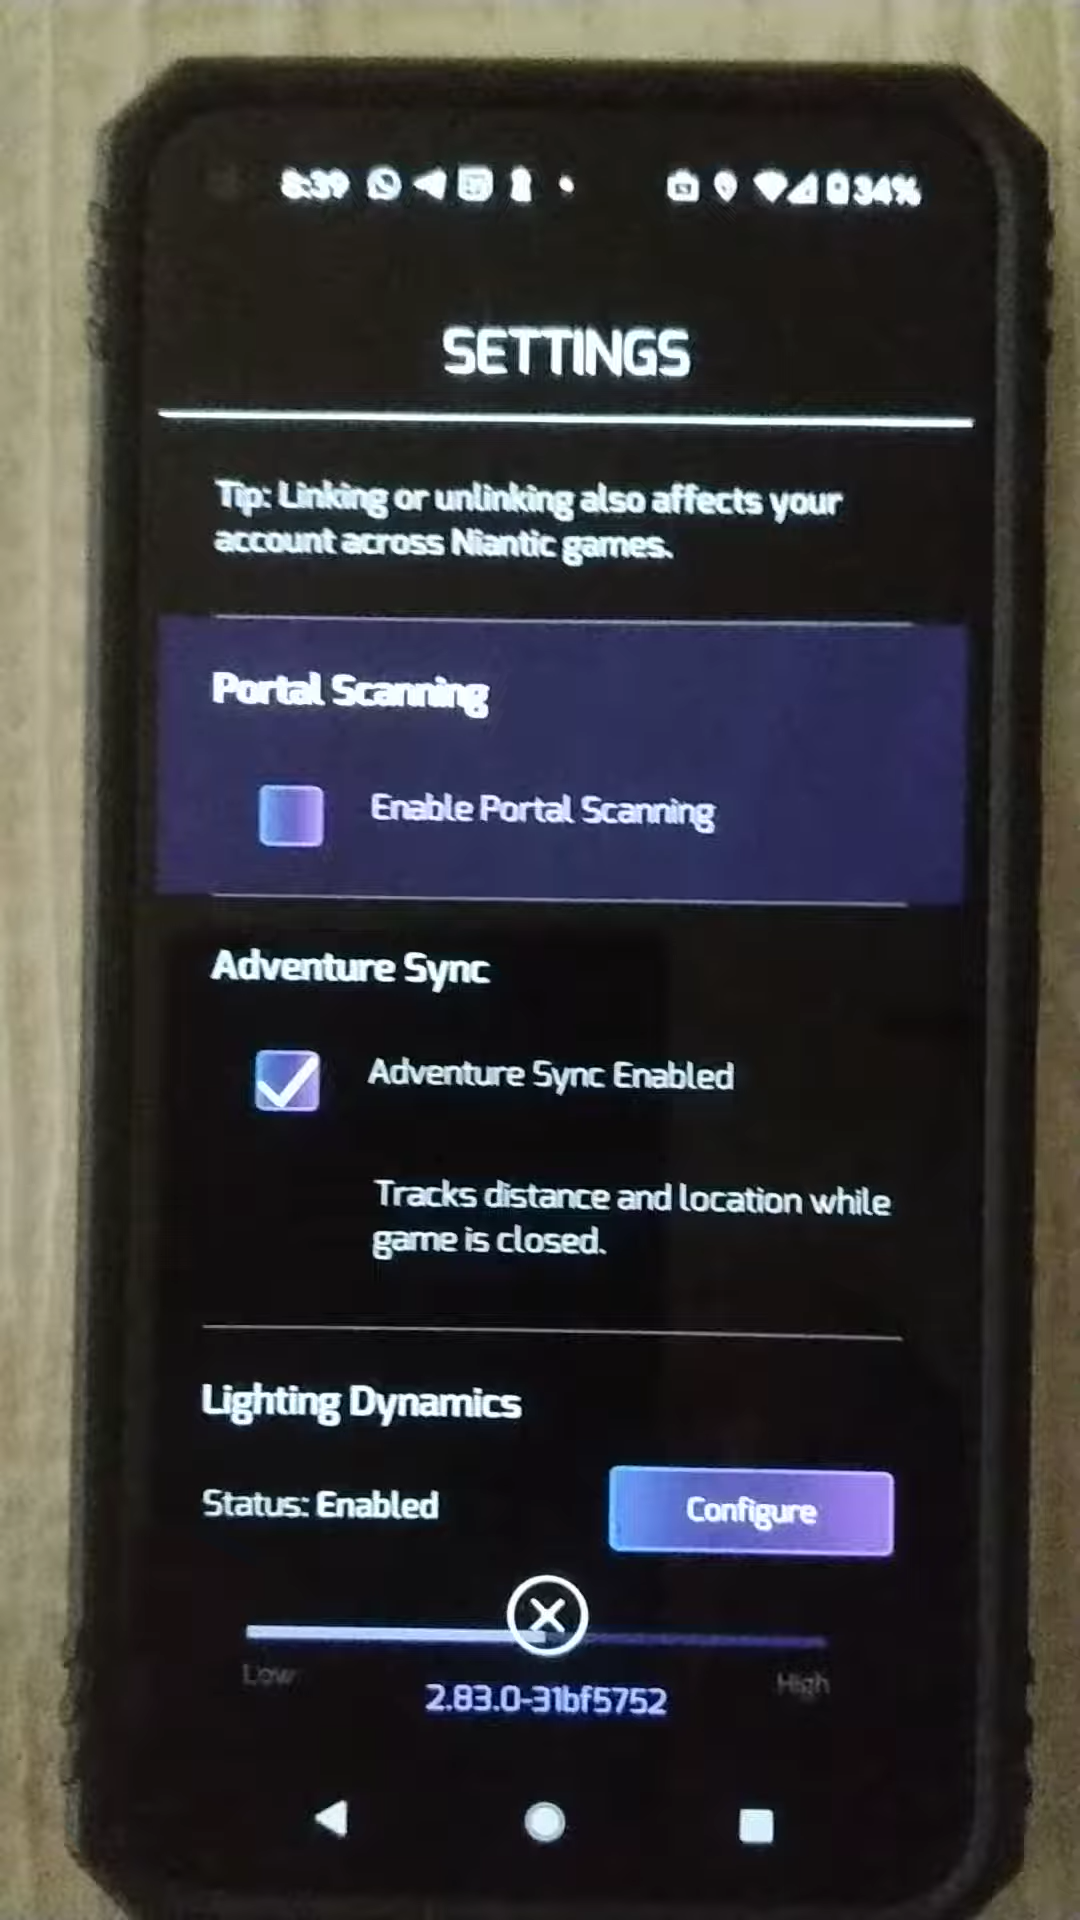 8:39 34%
SETTINGS
Tip: Linking or unlinking also affects your
account across Niantic games.
Portal Scanning
Enable Portal Scanning
Adventure Sync
Adventure Sync Enabled
Tracks distance and location while
game is closed.
Lighting Dynamics
Status: Enabled
Configure
Low High
2.83.0-31bf5752